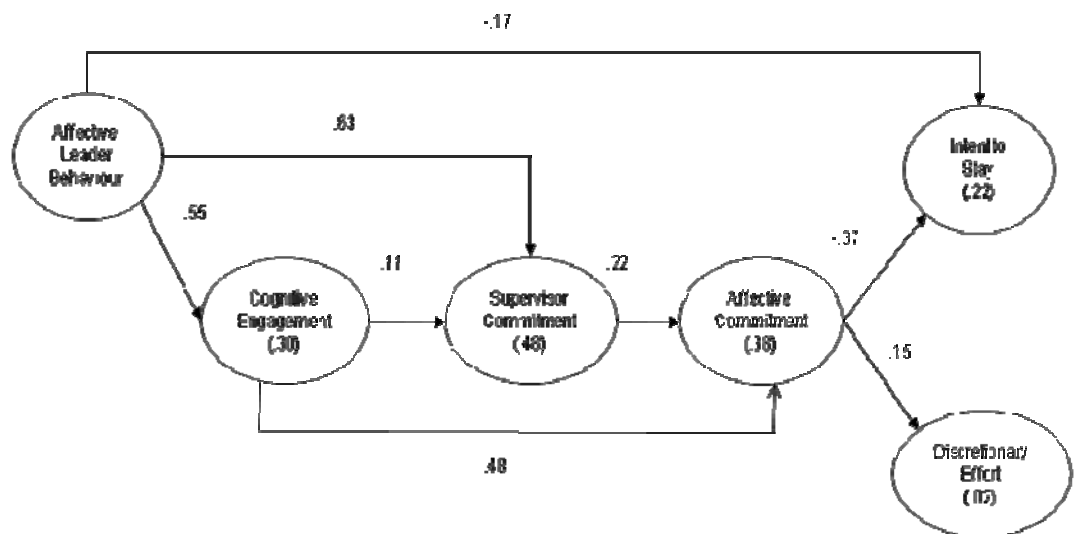 -.17
.63
Affective
Leader
Behaviour
Intent to
Stay
(.22)
.55
-.37
.11
.22
Cognitive
Engagement
(.30)
Supervisor
Commitment
(.48)
Affective
Commitment
(.38)
.15
.48
Discretionary
Effort